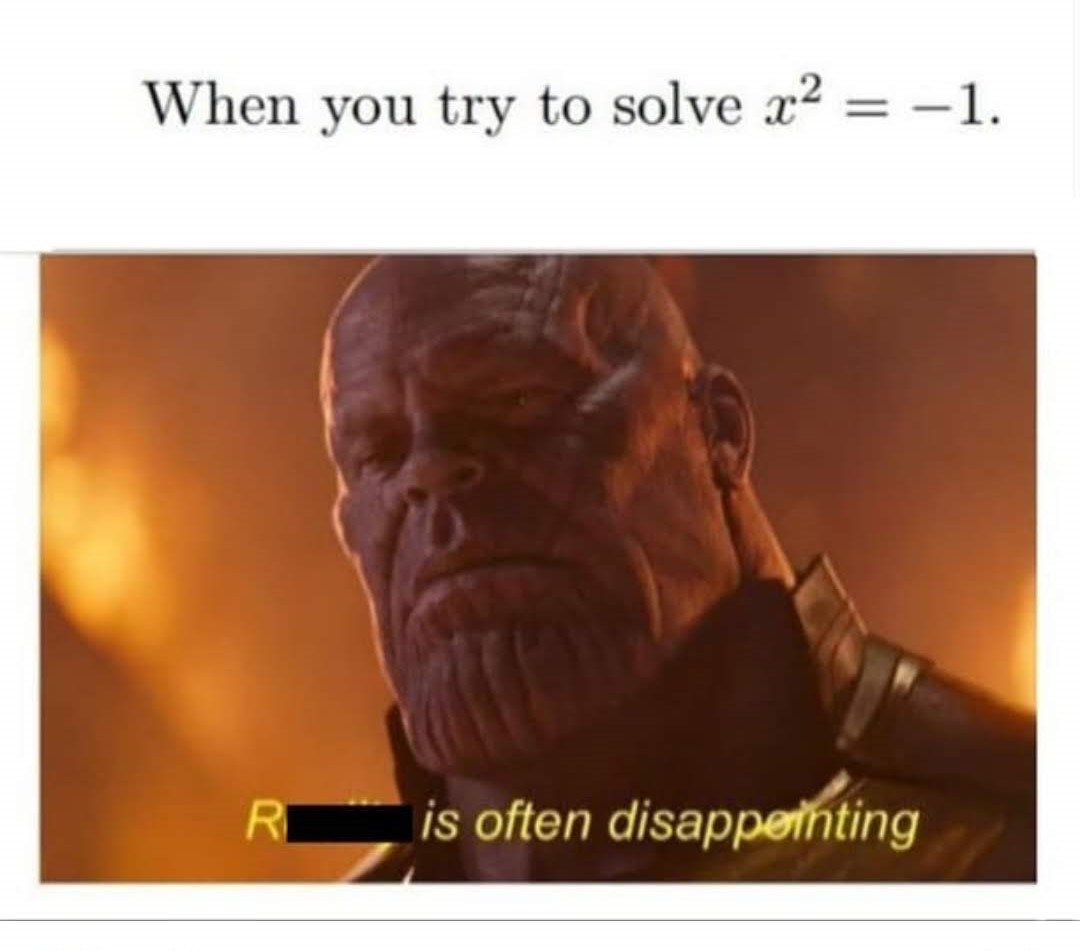 When you try to solve x² = −1.
R is often disappointing